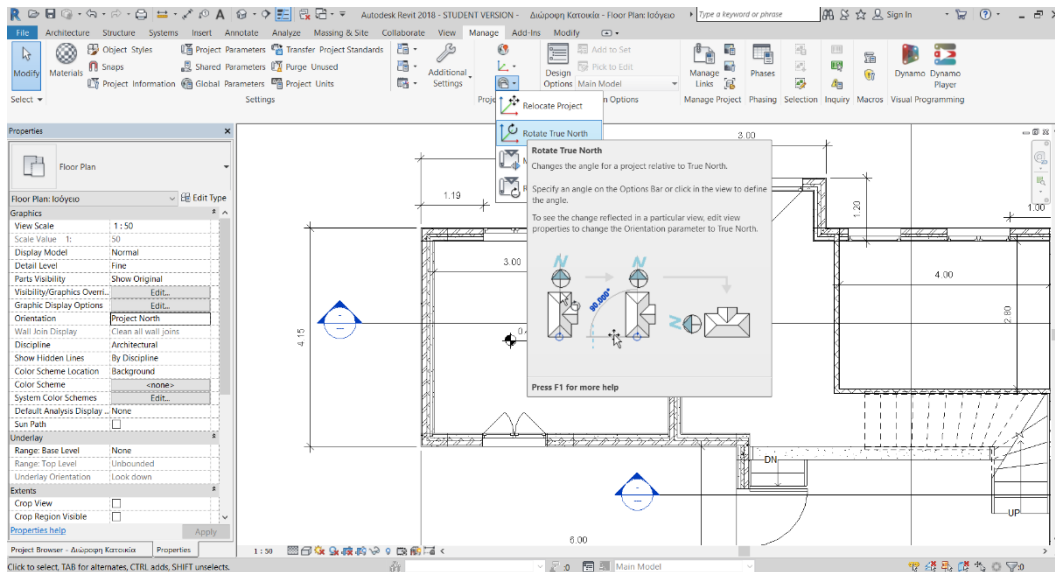 Autodesk Revit 2018 - STUDENT VERSION - Διώροφη Κατοικία - Floor Plan: Ισόγειο
Type a keyword or phrase
Sign In
File Architecture Structure Systems Insert Annotate Analyze Massing & Site Collaborate View Manage Add-Ins Modify
Modify
Materials
Object Styles
Snaps
Project Information
Project Parameters
Shared Parameters
Global Parameters
Transfer Project Standards
Purge Unused
Project Units
Additional Settings
Design Options
Add to Set
Pick to Edit
Main Model
Manage Links
Phases
Dynamo
Dynamo Player
Select
Settings
n Options
Manage Project
Phasing
Selection
Inquiry
Macros
Visual Programming
Relocate Project
Rotate True North
Rotate True North
Changes the angle for a project relative to True North.
Specify an angle on the Options Bar or click in the view to define
the angle.
To see the change reflected in a particular view, edit view
properties to change the Orientation parameter to True North.
N
N
N
90.000°
Press F1 for more help
Properties
Floor Plan
Floor Plan: Ισόγειο
Edit Type
Graphics
View Scale 1 : 50
Scale Value 1: 50
Display Model Normal
Detail Level Fine
Parts Visibility Show Original
Visibility/Graphics Overri... Edit...
Graphic Display Options Edit...
Orientation Project North
Wall Join Display Clean all wall joins
Discipline Architectural
Show Hidden Lines By Discipline
Color Scheme Location Background
Color Scheme <none>
System Color Schemes Edit...
Default Analysis Display ... None
Sun Path
Underlay
Range: Base Level None
Range: Top Level Unbounded
Underlay Orientation Look down
Extents
Crop View
Crop Region Visible
Properties help
Apply
Project Browser - Διώροφη Κατοικία
Properties
3.00
1.19
1.20
1.00
3.00
4.00
2.80
4.15
DN
UP
6.00
1 : 50
Click to select, TAB for alternates, CTRL adds, SHIFT unselects.
:0
Main Model
:0